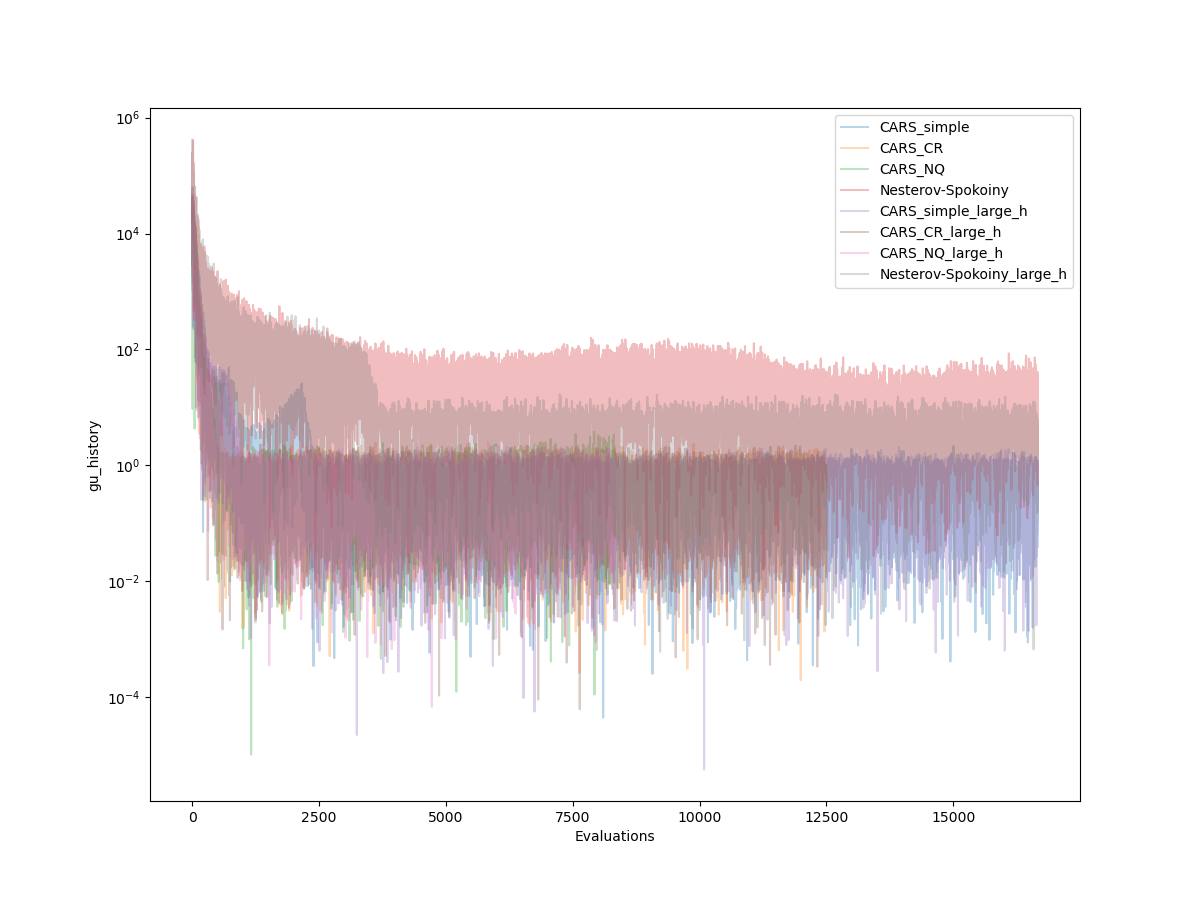 10^6
10^4
10^2
10^0
10^−2
10^−4
gu_history
0
2500
5000
7500
10000
12500
15000
Evaluations
CARS_simple
CARS_CR
CARS_NQ
Nesterov-Spokoiny
CARS_simple_large_h
CARS_CR_large_h
CARS_NQ_large_h
Nesterov-Spokoiny_large_h